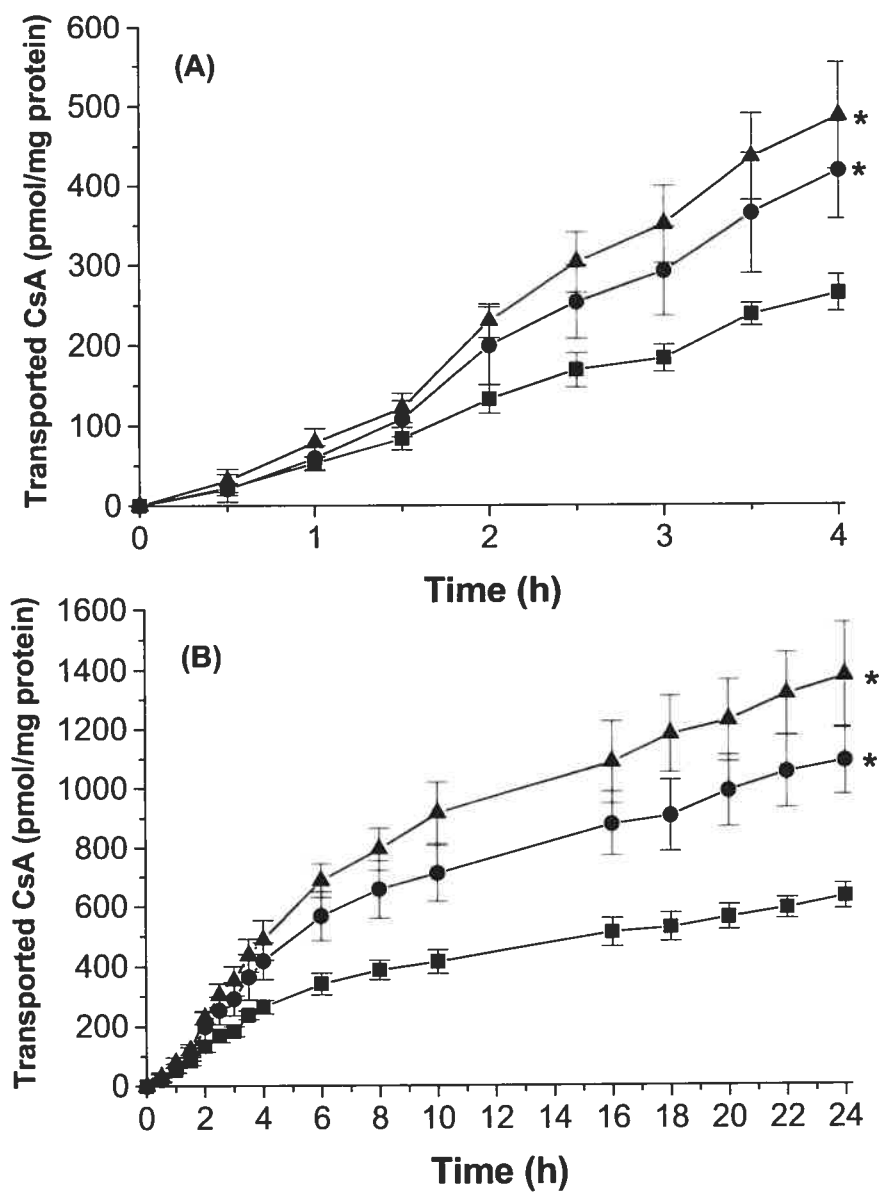 (A)
Transported CsA (pmol/mg protein)
600
500
400
300
200
100
0
*
*
0 1 2 3 4
Time (h)
(B)
Transported CsA (pmol/mg protein)
1600
1400
1200
1000
800
600
400
200
0
*
*
0 2 4 6 8 10 12 14 16 18 20 22 24
Time (h)